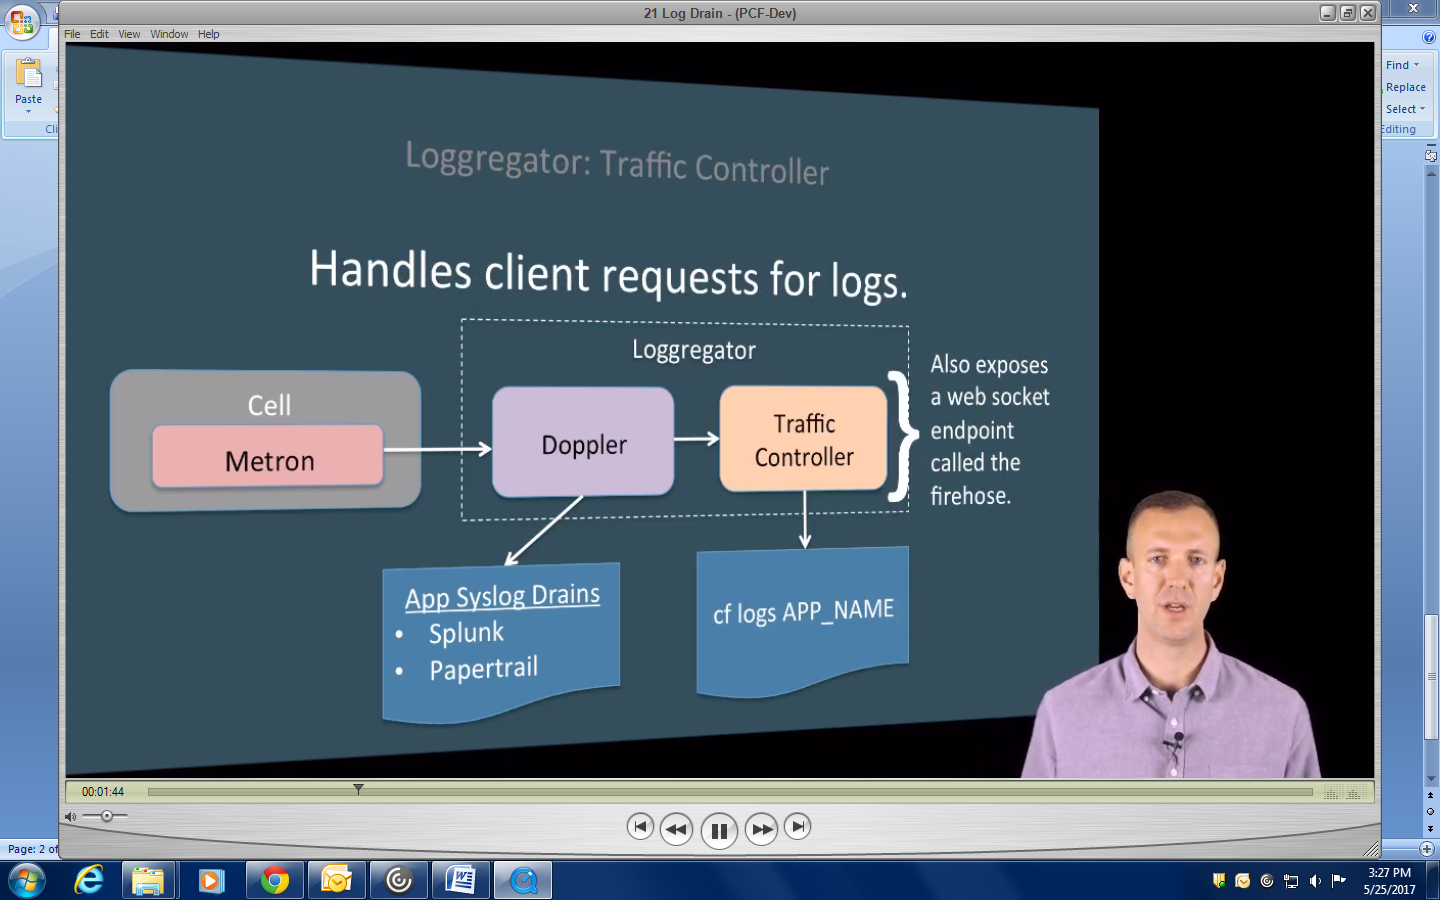 21 Log Drain - (PCF-Dev)
File Edit View Window Help
Paste
Find
Replace
Select
Editing
Loggregator: Traffic Controller
Handles client requests for logs.
Loggregator
Cell
Metron
Doppler
Traffic
Controller
Also exposes
a web socket
endpoint
called the
firehose.
App Syslog Drains
• Splunk
• Papertrail
cf logs APP_NAME
00:01:44
Page: 2 of
3:27 PM
5/25/2017